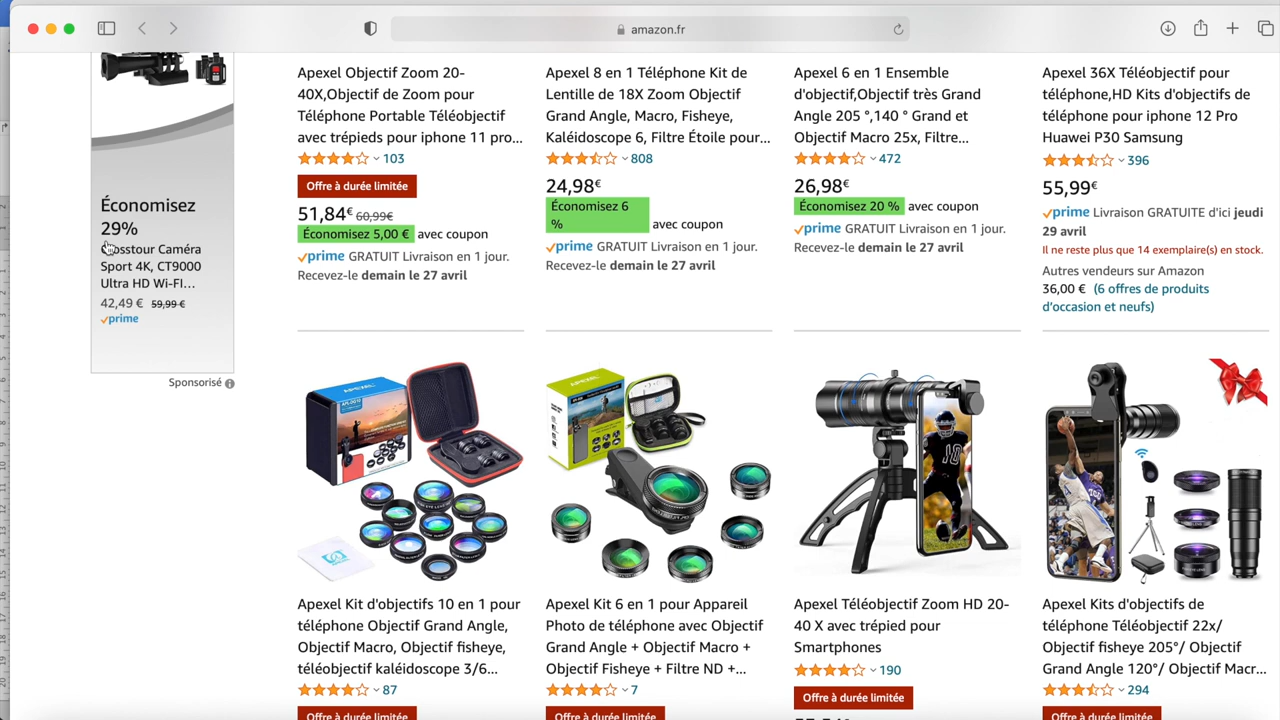 amazon.fr
Économisez
29%
Crosstour Caméra
Sport 4K, CT9000
Ultra HD Wi-FI...
42,49 € 59,99 €
prime
Sponsorisé
Apexel Objectif Zoom 20-
40X,Objectif de Zoom pour
Téléphone Portable Téléobjectif
avec trépieds pour iphone 11 pro...
103
Offre à durée limitée
51,84€ 60,99€
Économisez 5,00 € avec coupon
prime GRATUIT Livraison en 1 jour.
Recevez-le demain le 27 avril
Apexel 8 en 1 Téléphone Kit de
Lentille de 18X Zoom Objectif
Grand Angle, Macro, Fisheye,
Kaléidoscope 6, Filtre Étoile pour...
808
24,98€
Économisez 6
% avec coupon
prime GRATUIT Livraison en 1 jour.
Recevez-le demain le 27 avril
Apexel 6 en 1 Ensemble
d'objectif,Objectif très Grand
Angle 205 °,140 ° Grand et
Objectif Macro 25x, Filtre...
472
26,98€
Économisez 20 % avec coupon
prime GRATUIT Livraison en 1 jour.
Recevez-le demain le 27 avril
Apexel 36X Téléobjectif pour
téléphone,HD Kits d'objectifs de
téléphone pour iphone 12 Pro
Huawei P30 Samsung
396
55,99€
prime Livraison GRATUITE d'ici jeudi
29 avril
Il ne reste plus que 14 exemplaire(s) en stock.
Autres vendeurs sur Amazon
36,00 € (6 offres de produits
d'occasion et neufs)
APEXEL
10
Apexel Kit d'objectifs 10 en 1 pour
téléphone Objectif Grand Angle,
Objectif Macro, Objectif fisheye,
téléobjectif kaléidoscope 3/6...
87
Offre à durée limitée
Apexel Kit 6 en 1 pour Appareil
Photo de téléphone avec Objectif
Grand Angle + Objectif Macro +
Objectif Fisheye + Filtre ND +...
7
Offre à durée limitée
Apexel Téléobjectif Zoom HD 20-
40 X avec trépied pour
Smartphones
190
Offre à durée limitée
Apexel Kits d'objectifs de
téléphone Téléobjectif 22x/
Objectif fisheye 205°/ Objectif
Grand Angle 120°/ Objectif Macr...
294
Offre à durée limitée